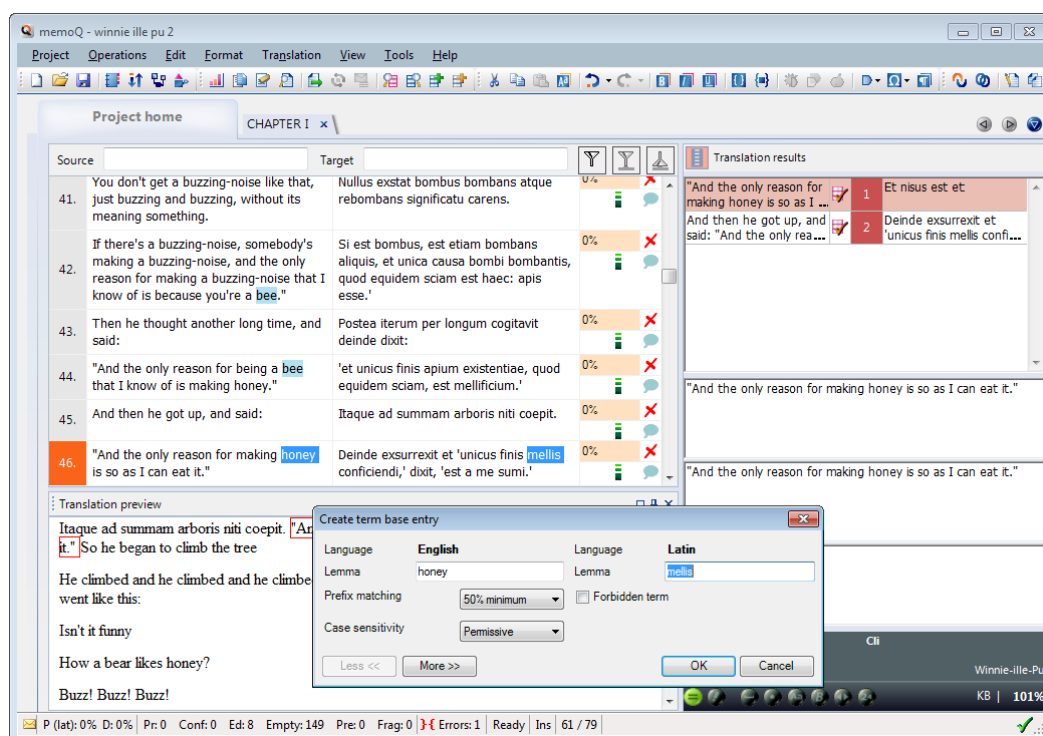 memoQ - winnie ille pu 2
Project Operations Edit Format Translation View Tools Help
Project home
CHAPTER I x
Source
Target
Translation results
41.
You don't get a buzzing-noise like that,
just buzzing and buzzing, without its
meaning something.
Nullus exstat bombus bombans atque
rebombans significatu carens.
0%
42.
If there's a buzzing-noise, somebody's
making a buzzing-noise, and the only
reason for making a buzzing-noise that I
know of is because you're a bee."
Si est bombus, est etiam bombans
aliquis, et unica causa bombi bombantis,
quod equidem sciam est haec: apis
esse.'
0%
43.
Then he thought another long time, and
said:
Postea iterum per longum cogitavit
deinde dixit:
0%
44.
"And the only reason for being a bee
that I know of is making honey."
'et unicus finis apium existentiae, quod
equidem sciam, est mellificium.'
0%
45.
And then he got up, and said:
Itaque ad summam arboris niti coepit.
0%
46.
"And the only reason for making honey
is so as I can eat it."
Deinde exsurrexit et 'unicus finis mellis
conficiendi,' dixit, 'est a me sumi.'
0%
"And the only reason for
making honey is so as I ...
1
Et nisus est et
And then he got up, and
said: "And the only rea...
2
Deinde exsurrexit et
'unicus finis mellis confi...
"And the only reason for making honey is so as I can eat it."
"And the only reason for making honey is so as I can eat it."
Translation preview
Itaque ad summam arboris niti coepit. "An
it." So he began to climb the tree
He climbed and he climbed and he climbe
went like this:
Isn't it funny
How a bear likes honey?
Buzz! Buzz! Buzz!
Create term base entry
Language English Language Latin
Lemma honey Lemma mellis
Prefix matching 50% minimum Forbidden term
Case sensitivity Permissive
Less << More >> OK Cancel
Cli
Winnie-ille-Pu
KB | 101%
P (lat): 0% D: 0% Pr: 0 Conf: 0 Ed: 8 Empty: 149 Pre: 0 Frag: 0 Errors: 1 Ready Ins 61 / 79